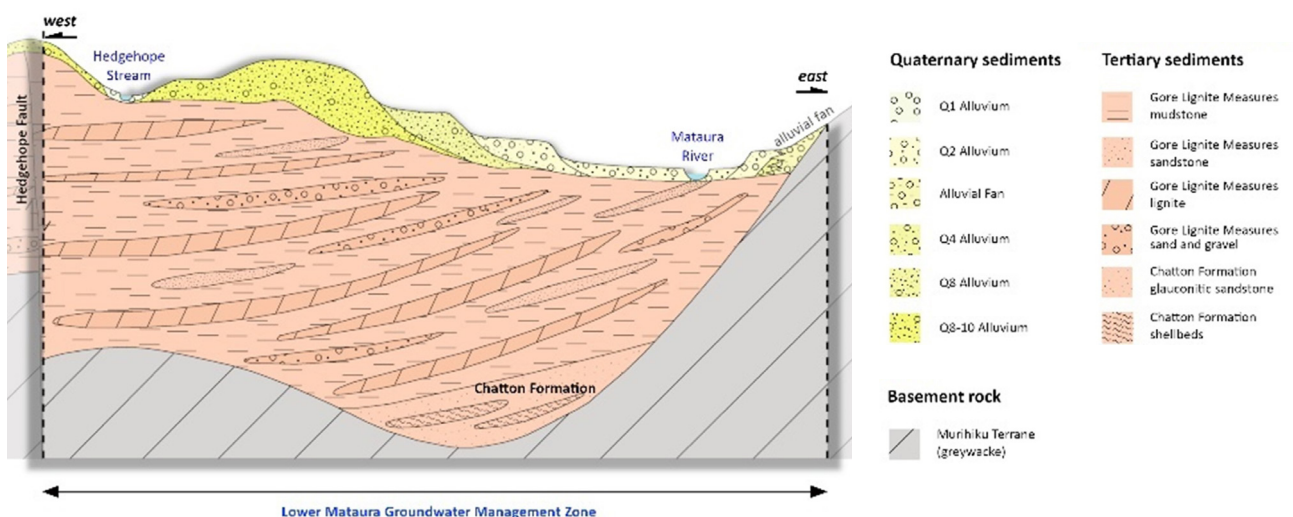 west
Hedgehope
Stream
Hedgehope Fault
Mataura
River
east
alluvial fan
Chatton Formation
Lower Mataura Groundwater Management Zone
Quaternary sediments
Q1 Alluvium
Q2 Alluvium
Alluvial Fan
Q4 Alluvium
Q8 Alluvium
Q8-10 Alluvium
Tertiary sediments
Gore Lignite Measures
mudstone
Gore Lignite Measures
sandstone
Gore Lignite Measures
lignite
Gore Lignite Measures
sand and gravel
Chatton Formation
glauconitic sandstone
Chatton Formation
shellbeds
Basement rock
Murihiku Terrane
(greywacke)